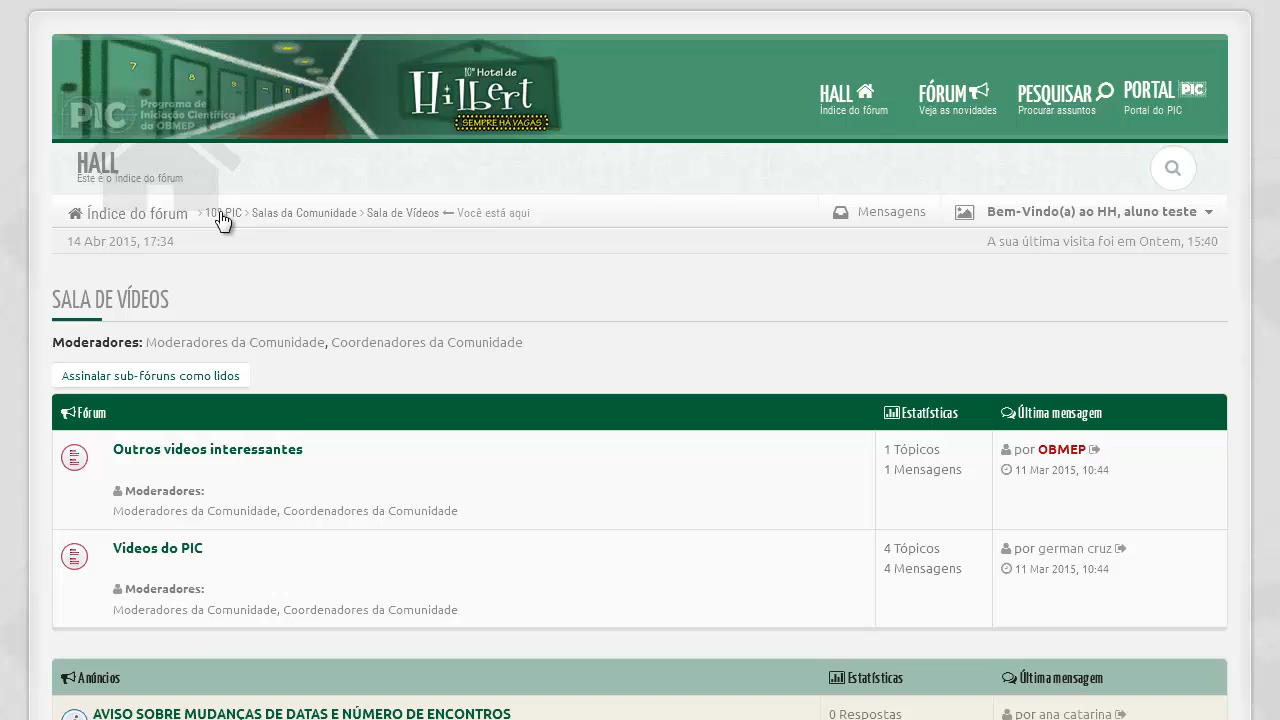 7 8 9
10º Hotel de
Hilbert
SEMPRE HÁ VAGAS
PIC Programa de
Iniciação Científica
da OBMEP
HALL FÓRUM PESQUISAR PORTAL PIC
Índice do fórum Veja as novidades Procurar assuntos Portal do PIC
HALL
Este é o índice do fórum
Índice do fórum › PIC › Salas da Comunidade › Sala de Vídeos Você está aqui Mensagens Bem-Vindo(a) ao HH, aluno teste
14 Abr 2015, 17:34 A sua última visita foi em Ontem, 15:40
SALA DE VÍDEOS
Moderadores: Moderadores da Comunidade, Coordenadores da Comunidade
Assinalar sub-fóruns como lidos
Fórum Estatísticas Última mensagem
Outros videos interessantes 1 Tópicos por OBMEP
1 Mensagens 11 Mar 2015, 10:44
Moderadores:
Moderadores da Comunidade, Coordenadores da Comunidade
Videos do PIC 4 Tópicos por german cruz
4 Mensagens 11 Mar 2015, 10:44
Moderadores:
Moderadores da Comunidade, Coordenadores da Comunidade
Anúncios Estatísticas Última mensagem
AVISO SOBRE MUDANÇAS DE DATAS E NÚMERO DE ENCONTROS 0 Respostas por ana catarina